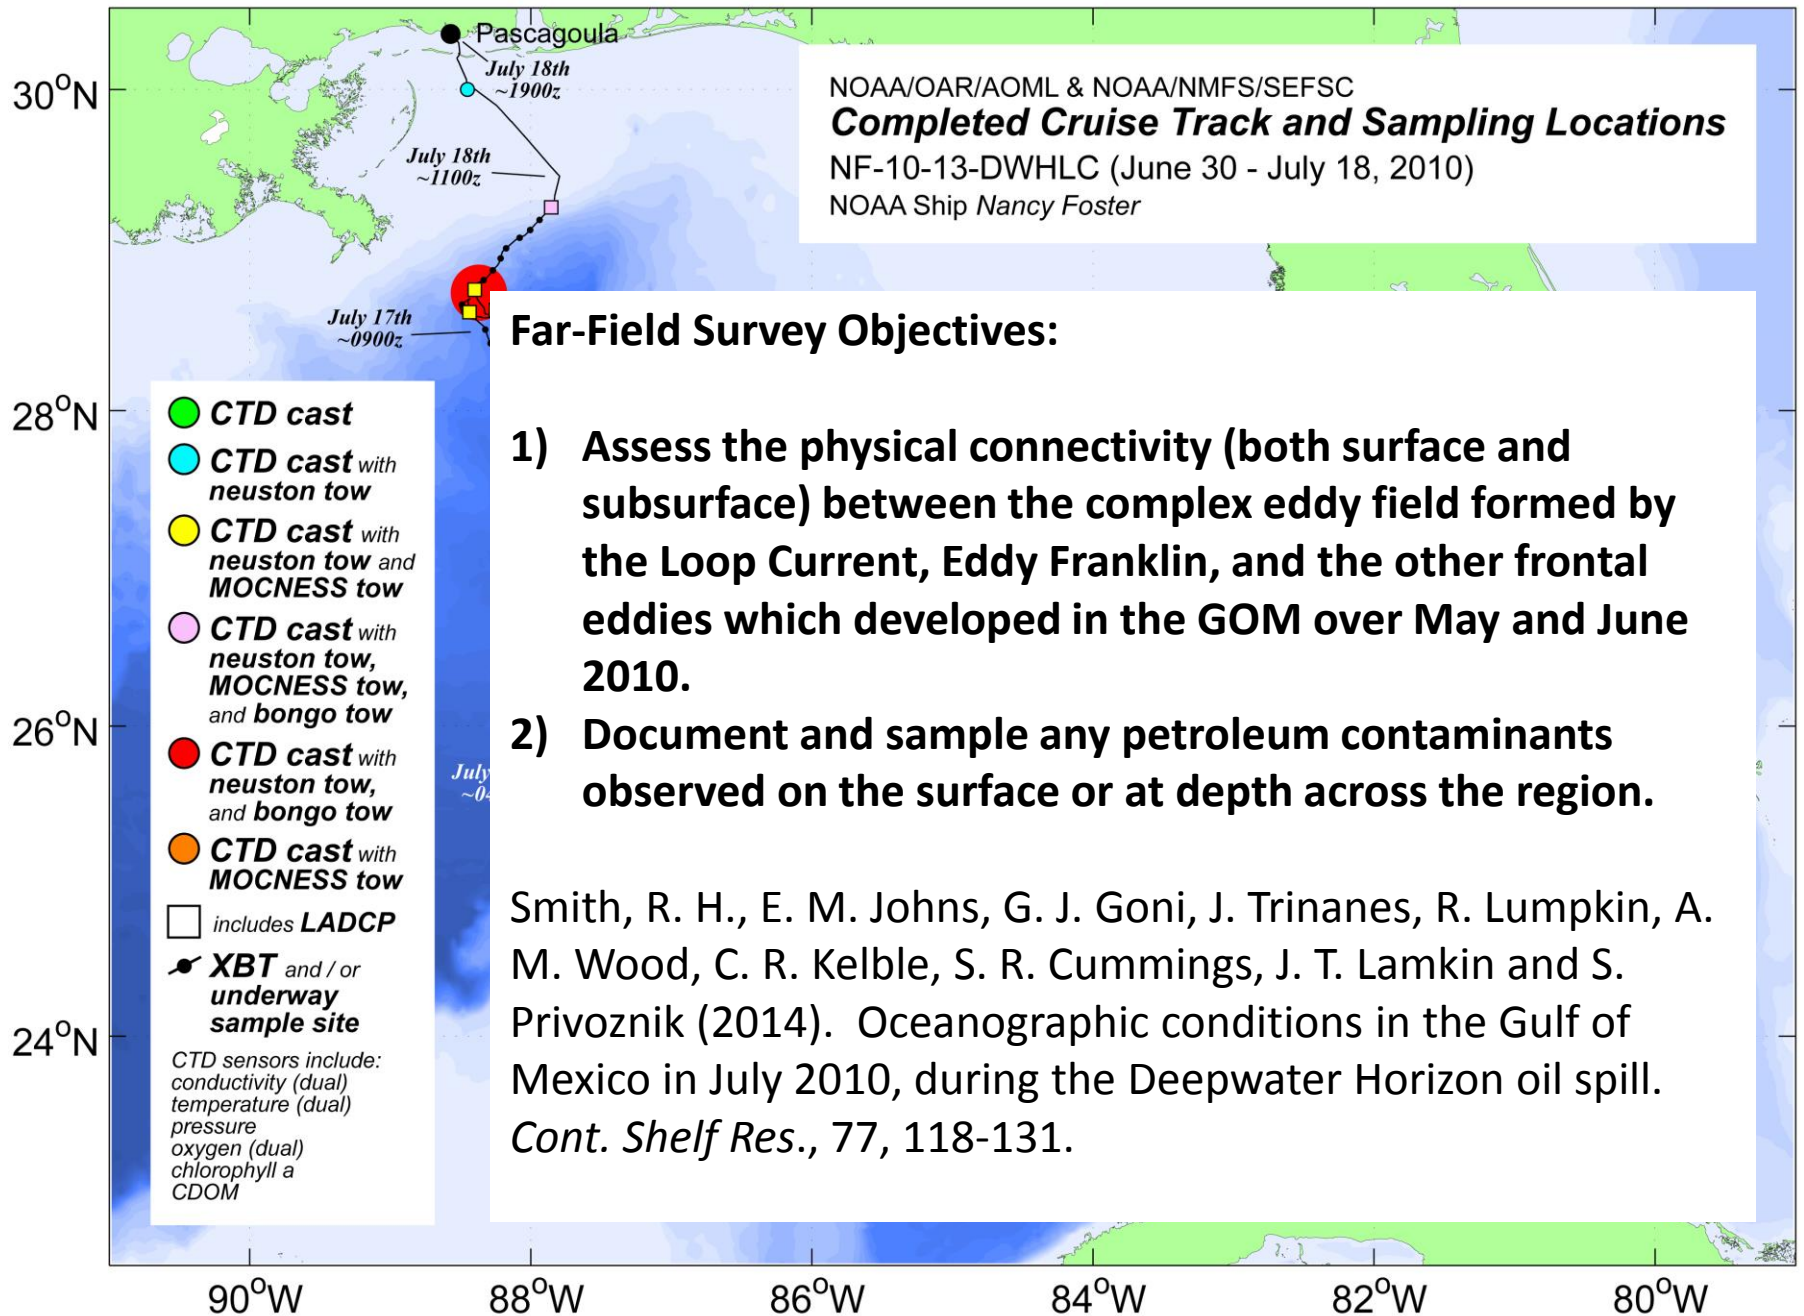 Pascagoula
July 18th
~1900z
30°N
NOAA/OAR/AOML & NOAA/NMFS/SEFSC
Completed Cruise Track and Sampling Locations
NF-10-13-DWHLC (June 30 - July 18, 2010)
NOAA Ship Nancy Foster
July 18th
~1100z
July 17th
~0900z
Far-Field Survey Objectives:
1) Assess the physical connectivity (both surface and
subsurface) between the complex eddy field formed by
the Loop Current, Eddy Franklin, and the other frontal
eddies which developed in the GOM over May and June
2010.
2) Document and sample any petroleum contaminants
observed on the surface or at depth across the region.
Smith, R. H., E. M. Johns, G. J. Goni, J. Trinanes, R. Lumpkin, A.
M. Wood, C. R. Kelble, S. R. Cummings, J. T. Lamkin and S.
Privoznik (2014). Oceanographic conditions in the Gulf of
Mexico in July 2010, during the Deepwater Horizon oil spill.
Cont. Shelf Res., 77, 118-131.
28°N
CTD cast
CTD cast with
neuston tow
CTD cast with
neuston tow and
MOCNESS tow
CTD cast with
neuston tow,
MOCNESS tow,
and bongo tow
CTD cast with
neuston tow,
and bongo tow
CTD cast with
MOCNESS tow
includes LADCP
XBT and / or
underway
sample site
CTD sensors include:
conductivity (dual)
temperature (dual)
pressure
oxygen (dual)
chlorophyll a
CDOM
26°N
July
24°N
90°W 88°W 86°W 84°W 82°W 80°W